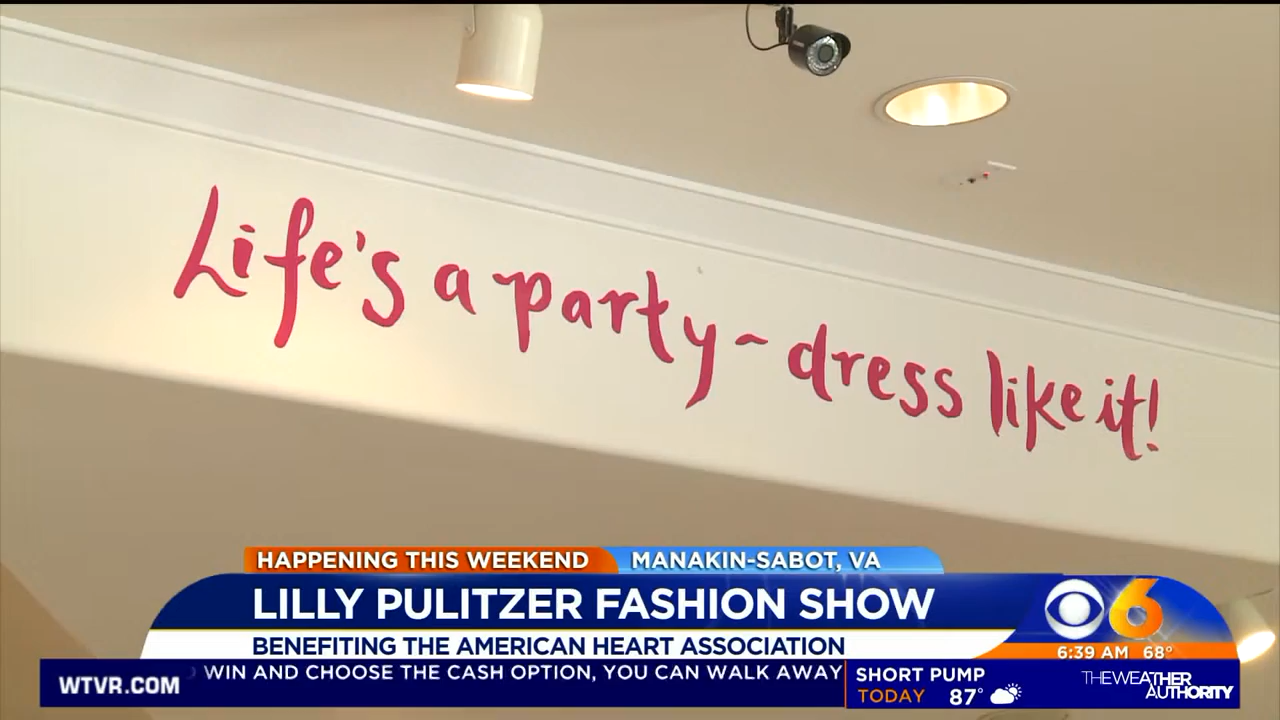 Life's a party ~ dress like it!
HAPPENING THIS WEEKEND
MANAKIN-SABOT, VA
LILLY PULITZER FASHION SHOW
BENEFITING THE AMERICAN HEART ASSOCIATION
6
6:39 AM 68°
WTVR.COM
WIN AND CHOOSE THE CASH OPTION, YOU CAN WALK AWAY
SHORT PUMP
TODAY 87°
THE WEATHER
AUTHORITY